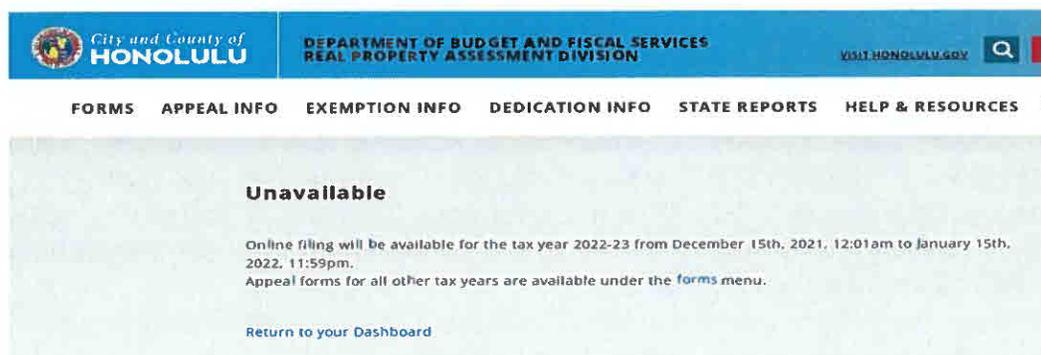 City and County of
HONOLULU
DEPARTMENT OF BUDGET AND FISCAL SERVICES
REAL PROPERTY ASSESSMENT DIVISION
VISIT HONOLULU.GOV
FORMS APPEAL INFO EXEMPTION INFO DEDICATION INFO STATE REPORTS HELP & RESOURCES
Unavailable
Online filing will be available for the tax year 2022-23 from December 15th, 2021, 12:01am to January 15th,
2022, 11:59pm.
Appeal forms for all other tax years are available under the forms menu.
Return to your Dashboard